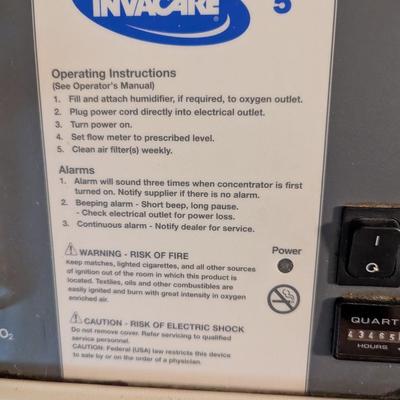 INVACARE
5
Operating Instructions
(See Operator's Manual)
1. Fill and attach humidifier, if required, to oxygen outlet.
2. Plug power cord directly into electrical outlet.
3. Turn power on.
4. Set flow meter to prescribed level.
5. Clean air filter(s) weekly.
Alarms
1. Alarm will sound three times when concentrator is first
turned on. Notify supplier if there is no alarm.
2. Beeping alarm - Short beep, long pause.
- Check electrical outlet for power loss.
3. Continuous alarm - Notify dealer for service.
WARNING - RISK OF FIRE
Keep matches, lighted cigarettes, and all other sources
of ignition out of the room in which this product is
located. Textiles, oils and other combustibles are
easily ignited and burn with great intensity in oxygen
enriched air.
Power
CAUTION - RISK OF ELECTRIC SHOCK
Do not remove cover. Refer servicing to qualified
service personnel.
CAUTION: Federal (USA) law restricts this device
to sale by or on the order of a physician.
O₂
QUART
HOURS